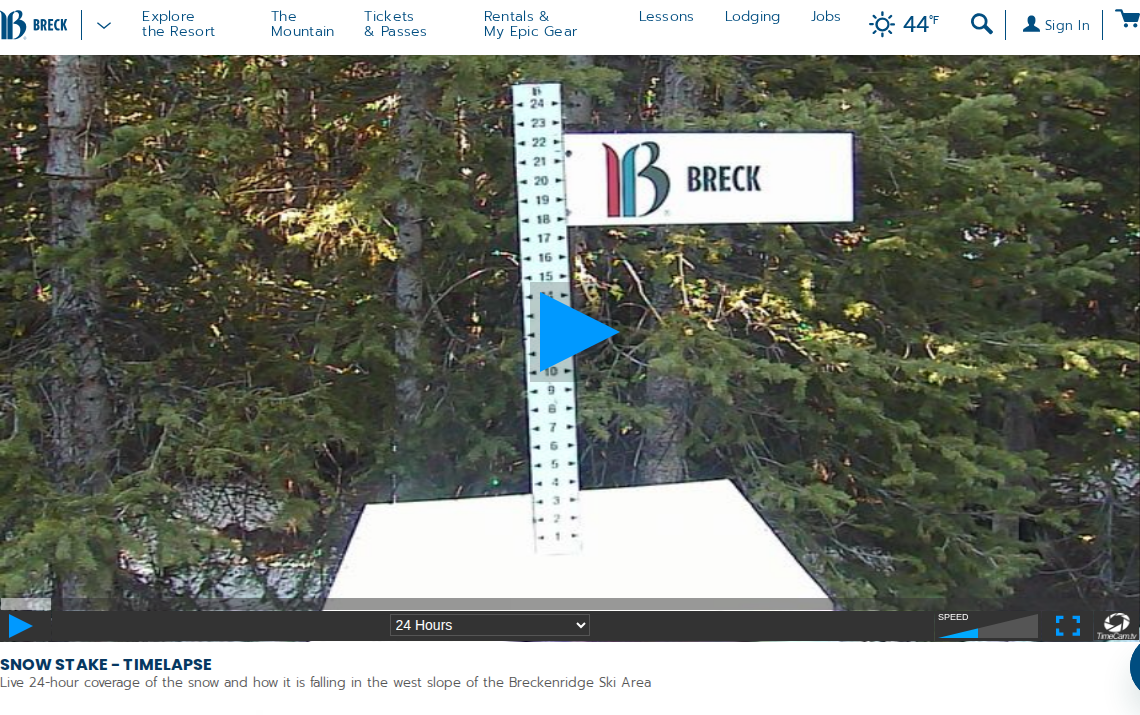 BRECK
Explore
the Resort
The
Mountain
Tickets
& Passes
Rentals &
My Epic Gear
Lessons
Lodging
Jobs
44°F
Sign In
24
23
22
21
20
19
18
17
16
15
10
9
8
7
6
5
4
3
2
1
BRECK
24 Hours
SPEED
TimeCam.tv
SNOW STAKE - TIMELAPSE
Live 24-hour coverage of the snow and how it is falling in the west slope of the Breckenridge Ski Area